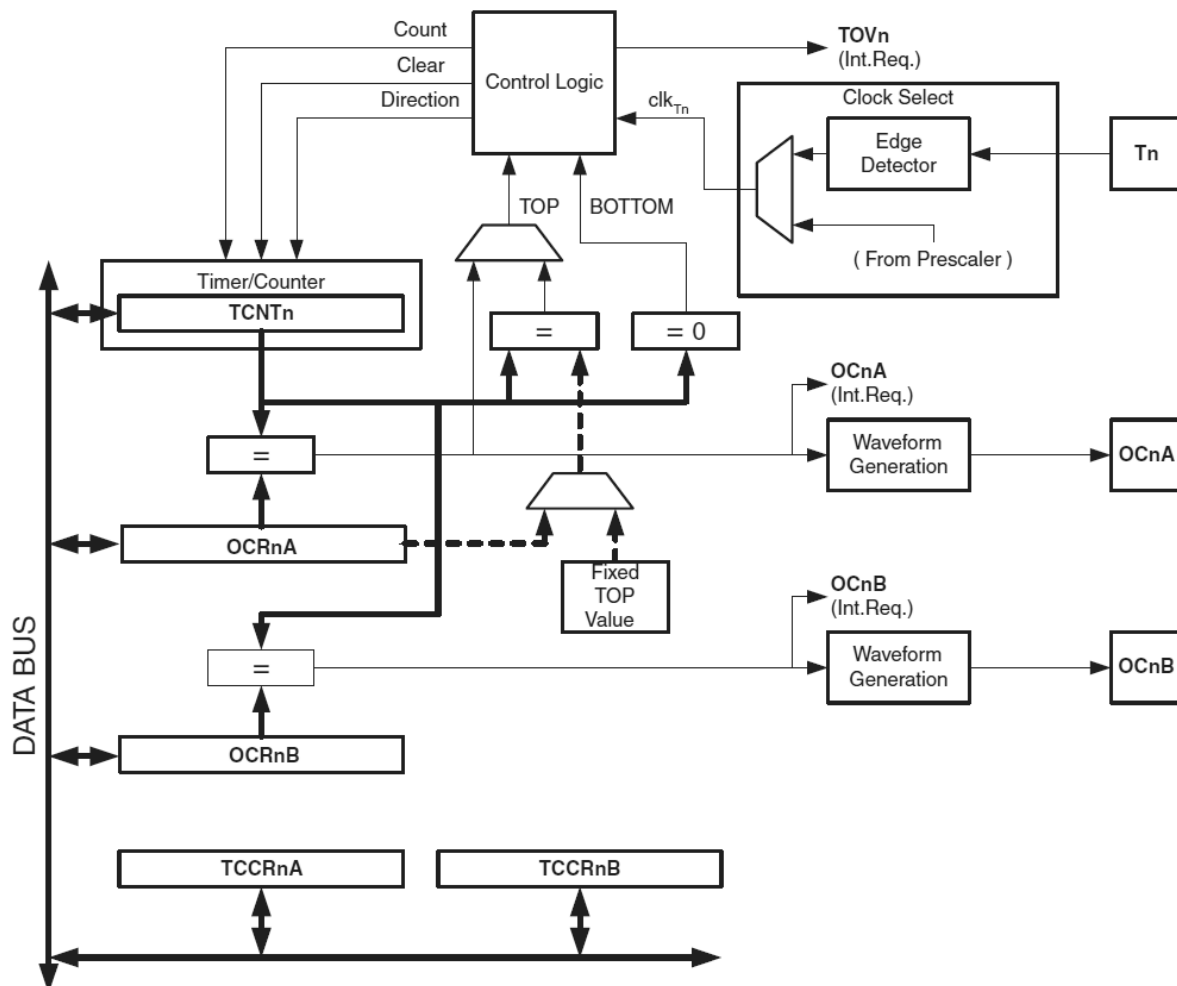 Count
Clear
Direction
Control Logic
TOVn
(Int.Req.)
clkTn
Clock Select
Edge
Detector
Tn
( From Prescaler )
TOP
BOTTOM
Timer/Counter
TCNTn
=
= 0
OCnA
(Int.Req.)
=
Waveform
Generation
OCnA
OCRnA
Fixed
TOP
Value
OCnB
(Int.Req.)
=
Waveform
Generation
OCnB
OCRnB
DATA BUS
TCCRnA
TCCRnB